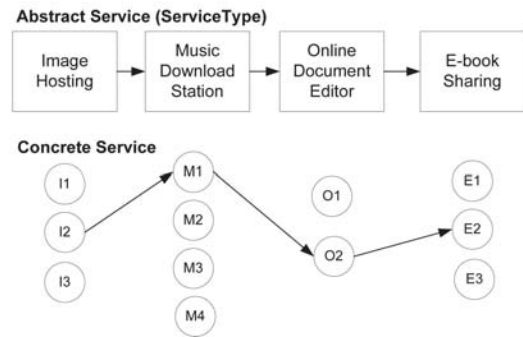 Abstract Service (ServiceType)
Image
Hosting
Music
Download
Station
Online
Document
Editor
E-book
Sharing
Concrete Service
I1
I2
I3
M1
M2
M3
M4
O1
O2
E1
E2
E3